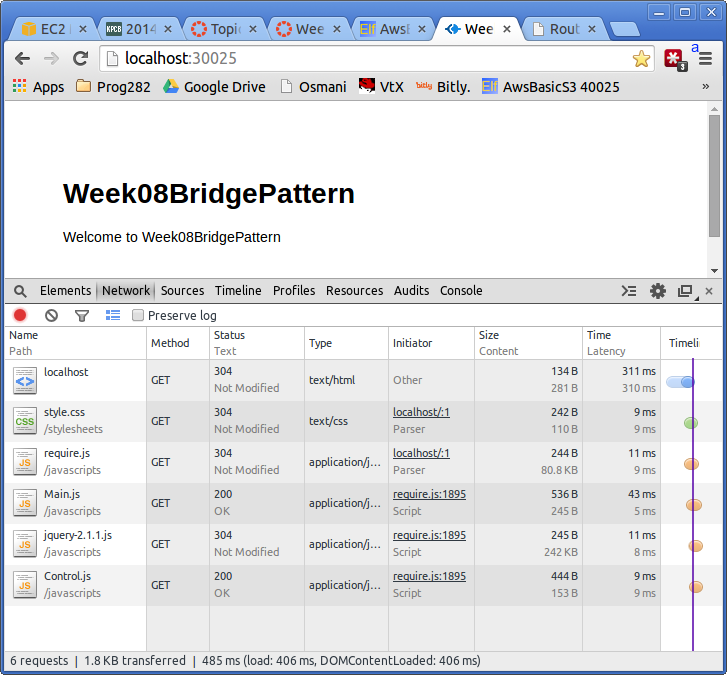 EC2 I
2014
Topic
Wee
AwsB
Wee
Rout
localhost:30025
a
3
Apps
Prog282
Google Drive
Osmani
VtX
bitly
Bitly.
Elf
AwsBasicS3 40025
»
Week08BridgePattern
Welcome to Week08BridgePattern
Elements Network Sources Timeline Profiles Resources Audits Console
Preserve log
Name Method Status Type Initiator Size Time Timeli
Path Text Content Latency
localhost GET 304 text/html Other 134 B 311 ms
Not Modified 281 B 310 ms
style.css GET 304 text/css localhost/:1 242 B 9 ms
/stylesheets Not Modified Parser 110 B 9 ms
require.js GET 304 application/j... localhost/:1 244 B 11 ms
/javascripts Not Modified Parser 80.8 KB 9 ms
Main.js GET 200 application/j... require.js:1895 536 B 43 ms
/javascripts OK Script 245 B 5 ms
jquery-2.1.1.js GET 304 application/j... require.js:1895 245 B 11 ms
/javascripts Not Modified Script 242 KB 8 ms
Control.js GET 200 application/j... require.js:1895 444 B 9 ms
/javascripts OK Script 153 B 9 ms
6 requests | 1.8 KB transferred | 485 ms (load: 406 ms, DOMContentLoaded: 406 ms)